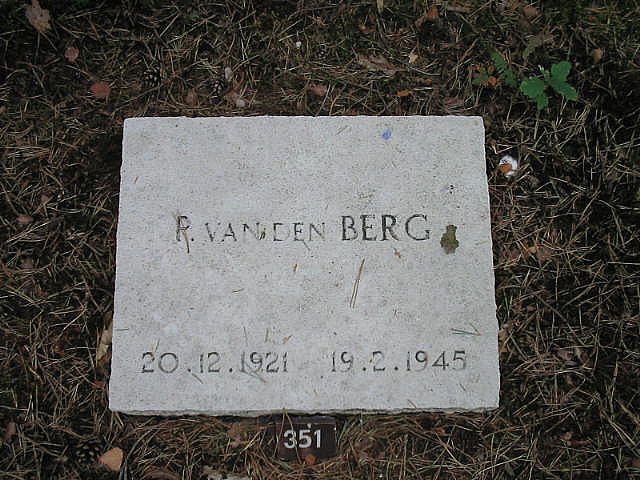 R. VAN DEN BERG
20.12.1921 19.2.1945
351